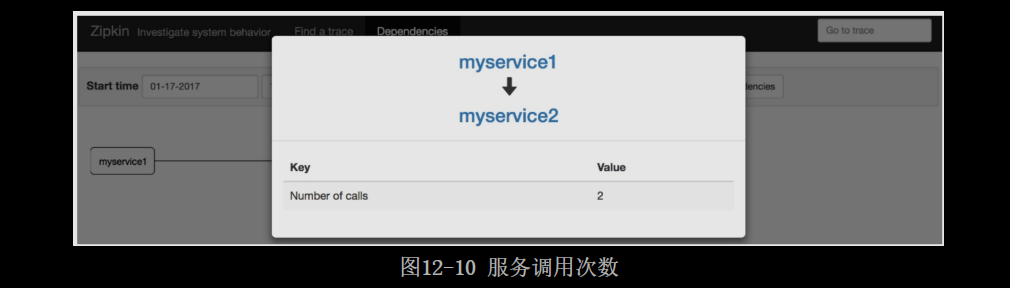 Zipkin Investigate system behavior Find a trace Dependencies Go to trace
myservice1
Start time 01-17-2017
myservice2
myservice1
Key Value
Number of calls 2
图12-10 服务调用次数